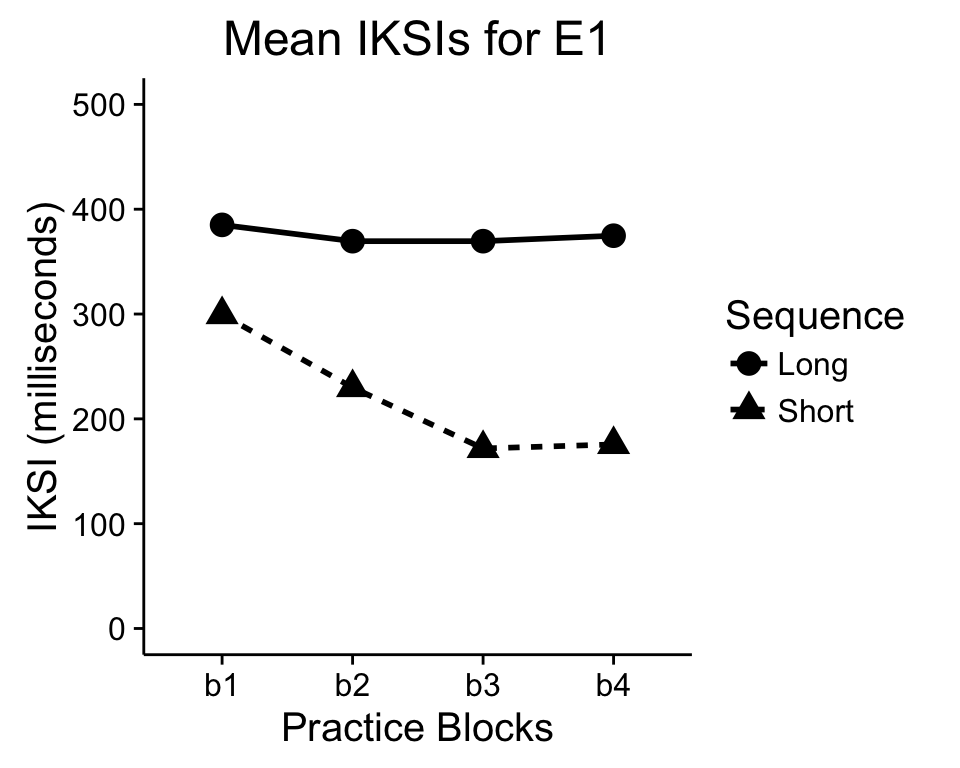 Mean IKSIs for E1
IKSI (milliseconds)
500
400
300
200
100
0
b1 b2 b3 b4
Practice Blocks
Sequence
Long
Short